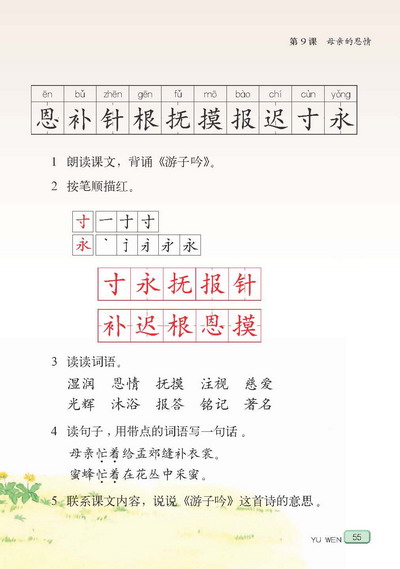 第9课 母亲的恩情
ēn bǔ zhēn gēn fǔ mō bào chí cùn yǒng
恩补针根抚摸报迟寸永
1 朗读课文，背诵《游子吟》。
2 按笔顺描红。
寸 一 寸 寸
永 丶
寸永抚报针
补迟根恩摸
3 读读词语。
湿润 恩情 抚摸 注视 慈爱
光辉 沐浴 报答 铭记 著名
4 读句子，用带点的词语写一句话。
母亲忙着给孟郊缝补衣裳。
蜜蜂忙着在花丛中采蜜。
5 联系课文内容，说说《游子吟》这首诗的意思。
YU WEN 55